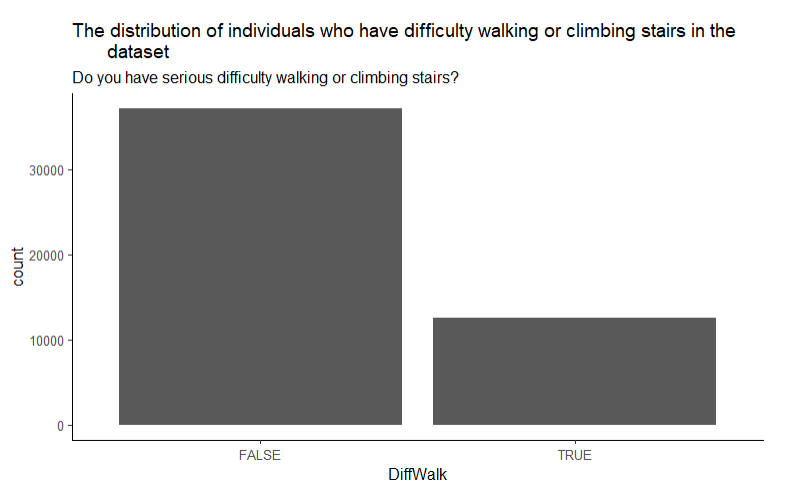 The distribution of individuals who have difficulty walking or climbing stairs in the
dataset
Do you have serious difficulty walking or climbing stairs?
30000
20000
10000
0
count
FALSE
TRUE
DiffWalk